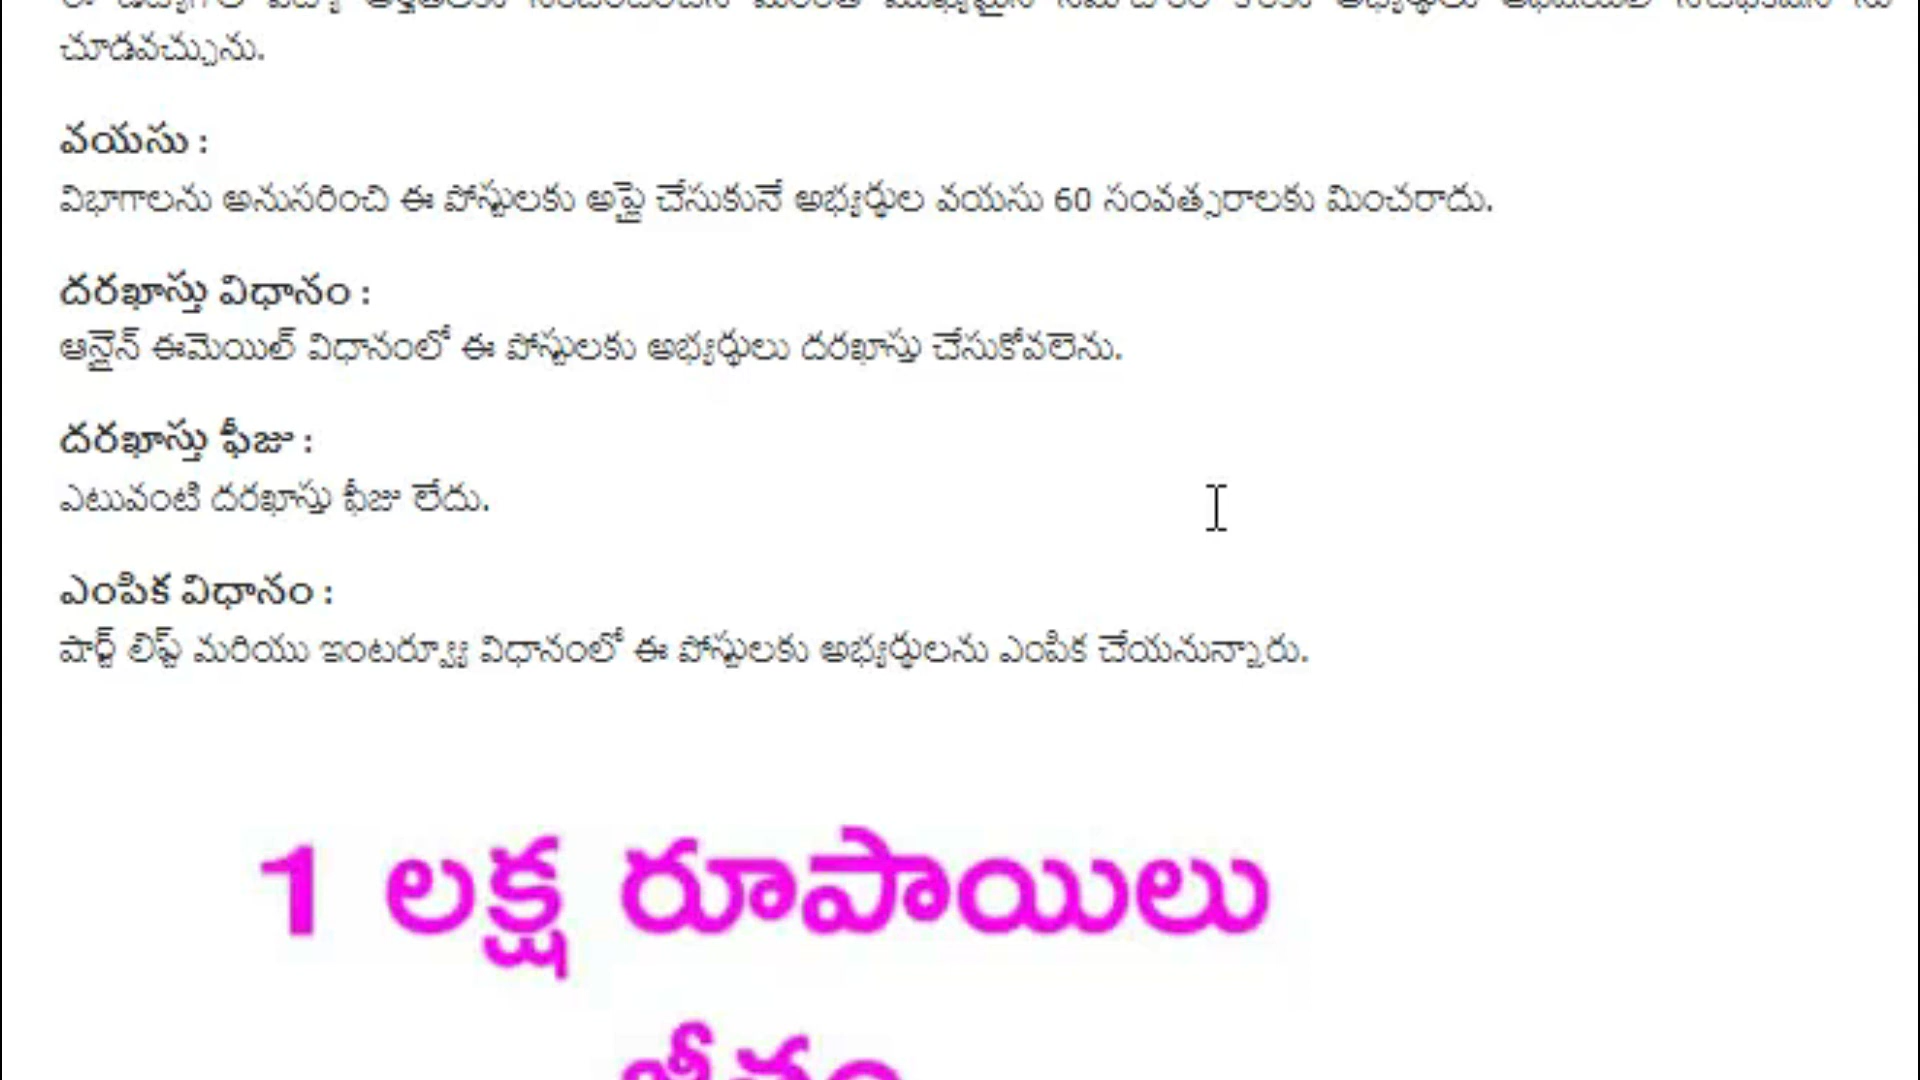 చూడవచ్చును.
వయసు :
విభాగాలను అనుసరించి ఈ పోస్టులకు అప్లై చేసుకునే అభ్యర్థుల వయసు 60 సంవత్సరాలకు మించరాదు.
దరఖాస్తు విధానం :
ఆన్లైన్ ఈమెయిల్ విధానంలో ఈ పోస్టులకు అభ్యర్థులు దరఖాస్తు చేసుకోవలెను.
దరఖాస్తు ఫీజు :
ఎటువంటి దరఖాస్తు ఫీజు లేదు.
ఎంపిక విధానం :
షార్ట్ లిస్ట్ మరియు ఇంటర్వ్యూ విధానంలో ఈ పోస్టులకు అభ్యర్థులను ఎంపిక చేయనున్నారు.
1 లక్ష రూపాయిలు